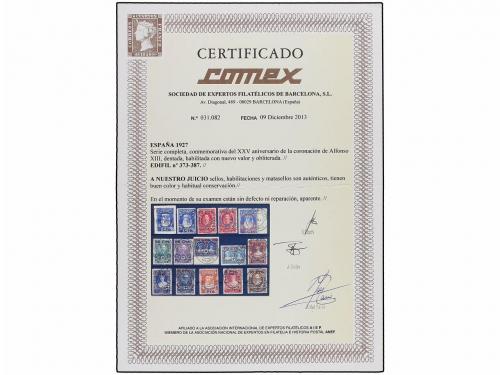 CERTIFICADO
comex
SOCIEDAD DE EXPERTOS FILATÉLICOS DE BARCELONA, S.L.
Av. Diagonal, 489 - 08029 BARCELONA (España)
N.º 031.082 FECHA 09 Diciembre 2013
ESPAÑA 1927
Serie completa, conmemorativa del XXV aniversario de la coronación de Alfonso
XIII, dentada, habilitada con nuevo valor y obliterada. //
EDIFIL nº 373-387. //
A NUESTRO JUICIO sellos, habilitaciones y matasellos son auténticos, tienen
buen color y habitual conservación. //
En el momento de su examen están sin defecto ni reparación, aparente. //
AFILIADO A LA ASOCIACION INTERNACIONAL DE EXPERTOS FILATÉLICOS A I E P
MIEMBRO DE LA ASOCIACIÓN NACIONAL DE EXPERTOS EN FILATELIA E HISTORIA POSTAL ANEF